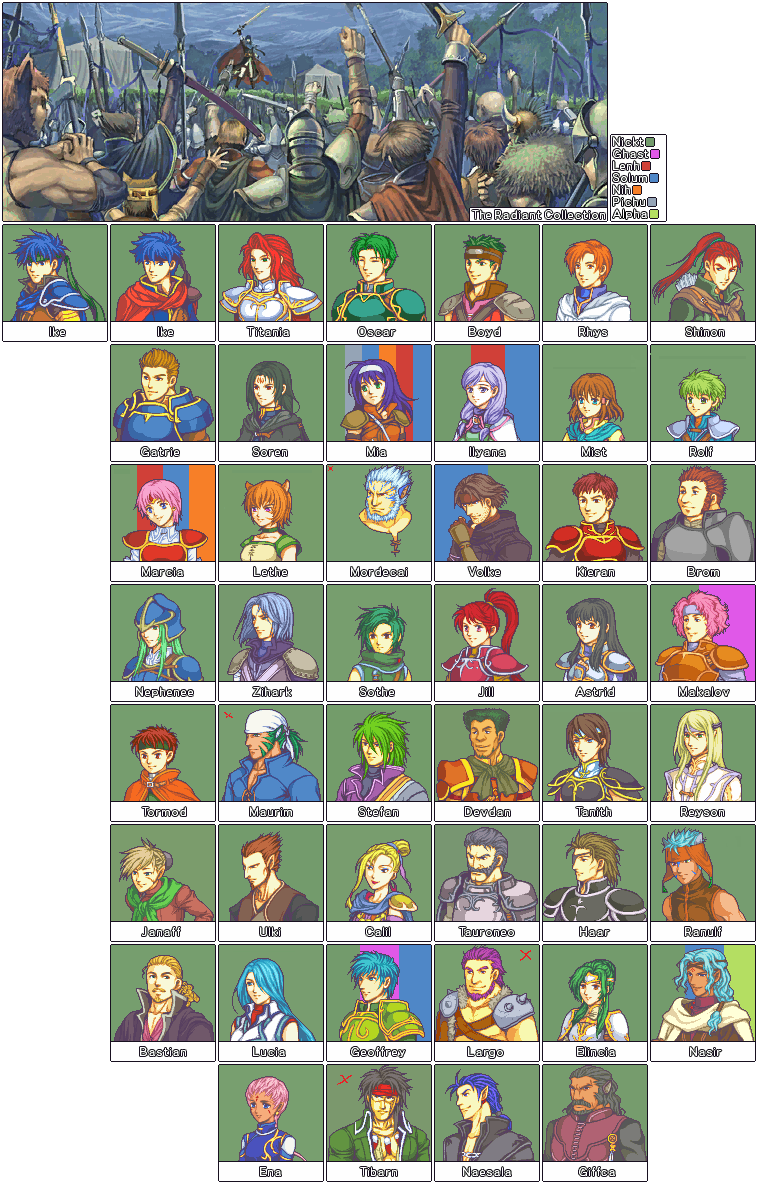 Nickt
Ghast
Lenh
Solum
Nih
Pichu
Alpha
The Radiant Collection
Ike Ike Titania Oscar Boyd Rhys Shinon
Gatrie Soren Mia Ilyana Mist Rolf
Marcia Lethe Mordecai Volke Kieran Brom
Nephenee Zihark Sothe Jill Astrid Makalov
Tormod Maurim Stefan Devdan Tanith Reyson
Janaff Ulki Calil Tauroneo Haar Ranulf
Bastian Lucia Geoffrey Largo Elincia Nasir
Ena Tibarn Naesala Giffca